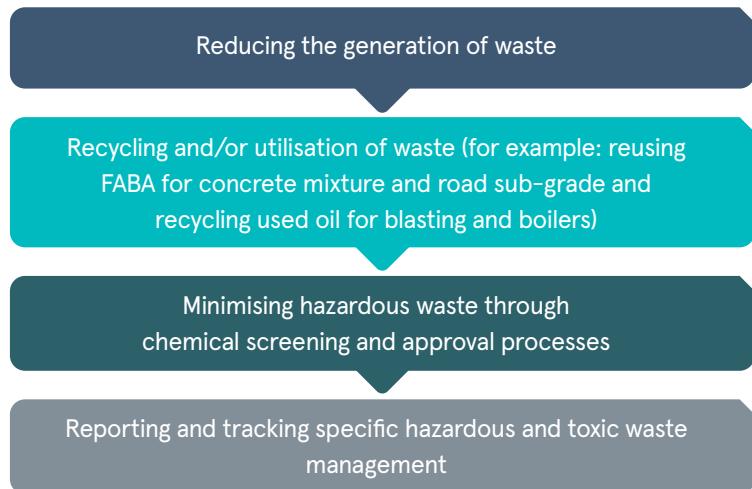 Reducing the generation of waste
Recycling and/or utilisation of waste (for example: reusing
FABA for concrete mixture and road sub-grade and
recycling used oil for blasting and boilers)
Minimising hazardous waste through
chemical screening and approval processes
Reporting and tracking specific hazardous and toxic waste
management